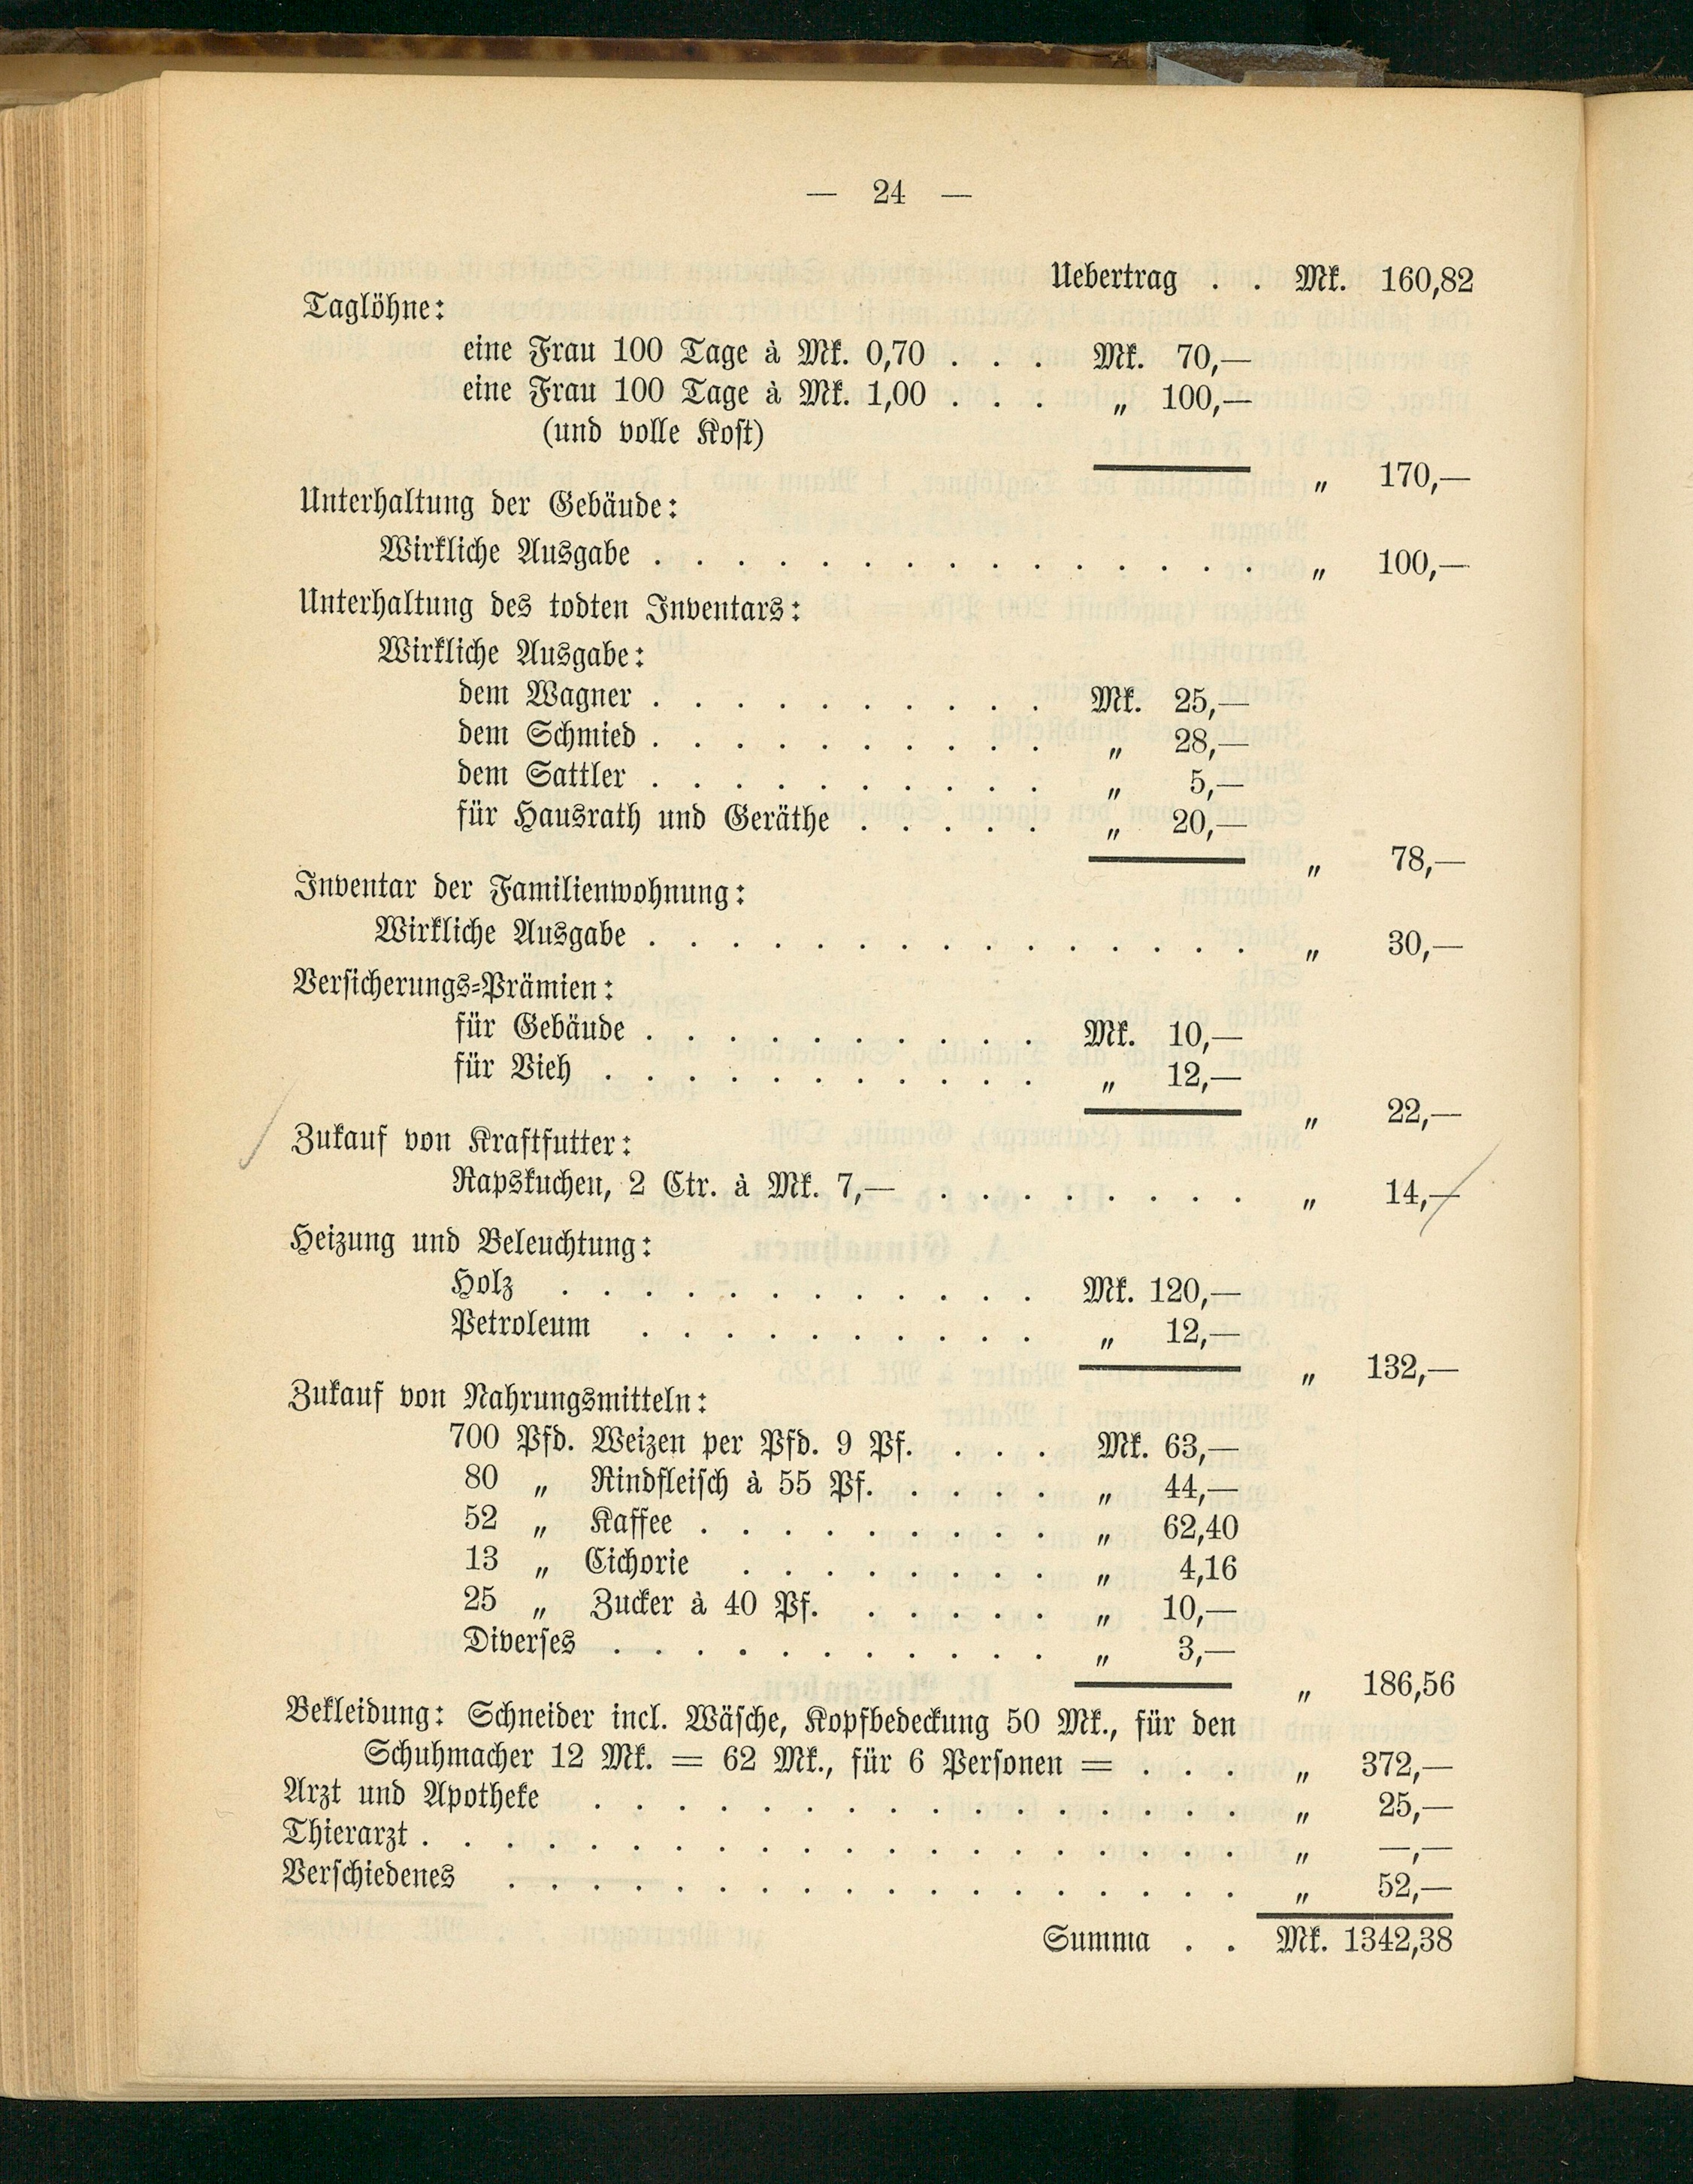 — 24 —
Uebertrag . . Mk. 160,82
Taglöhne:
eine Frau 100 Tage à Mk. 0,70 . . . Mk. 70,—
eine Frau 100 Tage à Mk. 1,00 . . . „ 100,—
(und volle Kost)
„ 170,—
Unterhaltung der Gebäude:
Wirkliche Ausgabe . . . . . . . . . . . . . . . „ 100,—
Unterhaltung des todten Inventars:
Wirkliche Ausgabe:
dem Wagner . . . . . . . . . . Mk. 25,—
dem Schmied . . . . . . . . . . „ 28,—
dem Sattler . . . . . . . . . . „ 5,—
für Hausrath und Geräthe . . . . . „ 20,—
„ 78,—
Inventar der Familienwohnung:
Wirkliche Ausgabe . . . . . . . . . . . . . . . „ 30,—
Versicherungs-Prämien:
für Gebäude . . . . . . . . . . Mk. 10,—
für Vieh . . . . . . . . . . . „ 12,—
„ 22,—
Zukauf von Kraftfutter:
Rapskuchen, 2 Ctr. à Mk. 7,— . . . . . . . . „ 14,—
Heizung und Beleuchtung:
Holz . . . . . . . . . . . . Mk. 120,—
Petroleum . . . . . . . . . . „ 12,—
„ 132,—
Zukauf von Nahrungsmitteln:
700 Pfd. Weizen per Pfd. 9 Pf. . . . Mk. 63,—
80 „ Rindfleisch à 55 Pf. . . . . „ 44,—
52 „ Kaffee . . . . . . . . . „ 62,40
13 „ Cichorie . . . . . . . . „ 4,16
25 „ Zucker à 40 Pf. . . . . . „ 10,—
Diverses . . . . . . . . . . . „ 3,—
„ 186,56
Bekleidung: Schneider incl. Wäsche, Kopfbedeckung 50 Mk., für den
Schuhmacher 12 Mk. = 62 Mk., für 6 Personen = . . . „ 372,—
Arzt und Apotheke . . . . . . . . . . . . . . . . „ 25,—
Thierarzt . . . . . . . . . . . . . . . . . . . . „ —,—
Verschiedenes . . . . . . . . . . . . . . . . . . „ 52,—
Summa . . Mk. 1342,38